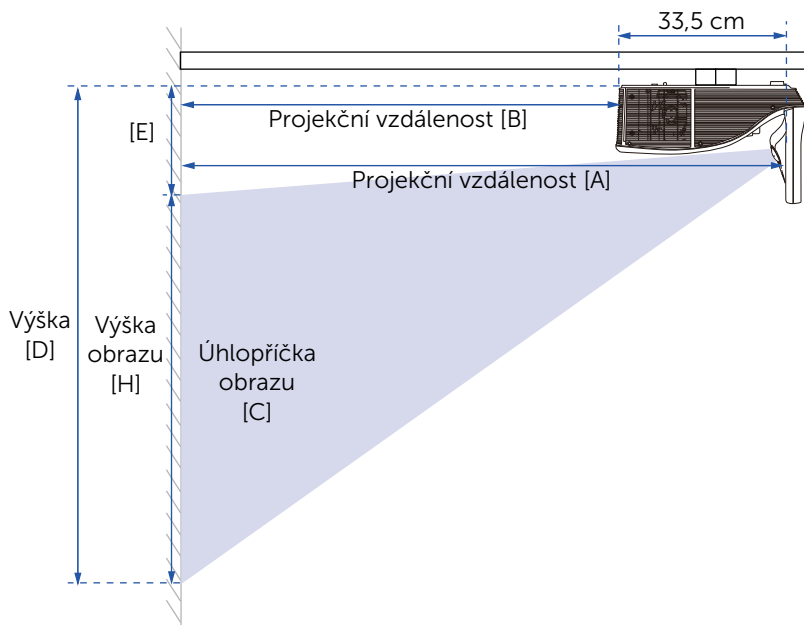 33,5 cm
[E]
Projekční vzdálenost [B]
Projekční vzdálenost [A]
Výška
[D]
Výška
obrazu
[H]
Úhlopříčka
obrazu
[C]